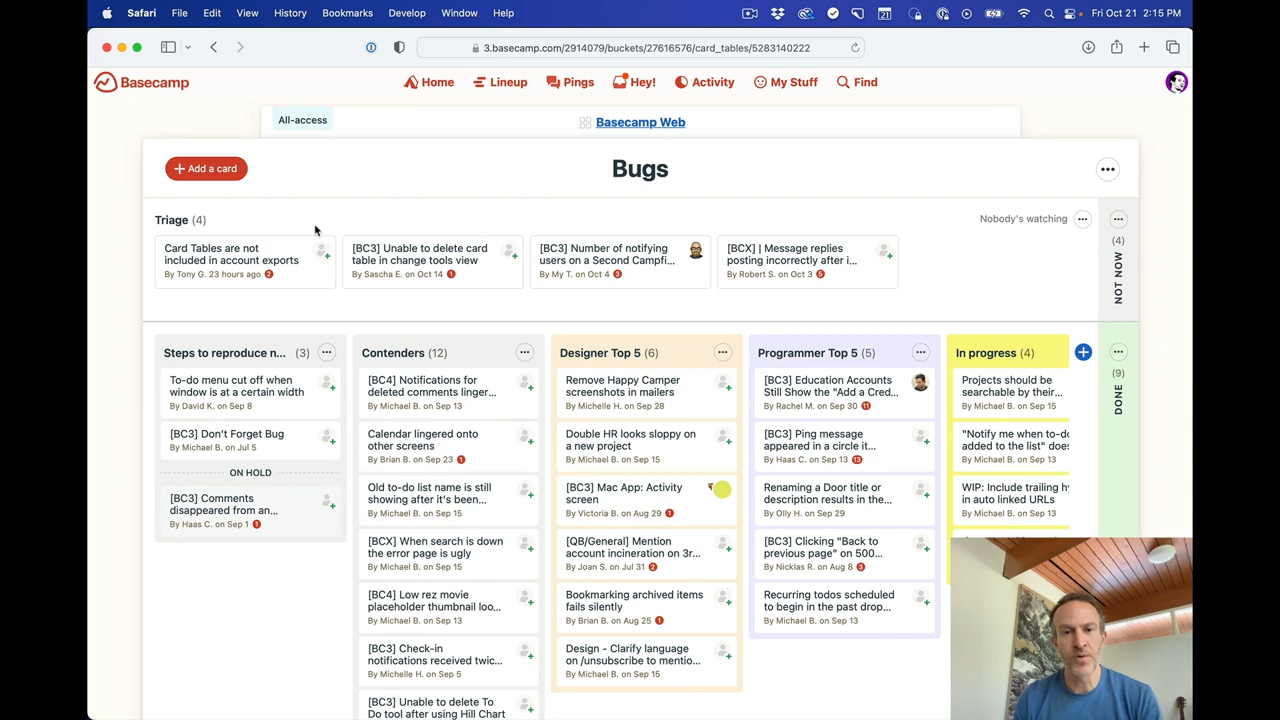 Safari File Edit View History Bookmarks Develop Window Help
21
Fri Oct 21 2:15 PM
3.basecamp.com/2914079/buckets/27616576/card_tables/5283140222
Basecamp
Home Lineup Pings Hey! Activity My Stuff Find
All-access
Basecamp Web
Add a card
Bugs
Triage (4)
Nobody's watching
Card Tables are not
included in account exports
By Tony G. 23 hours ago 2
[BC3] Unable to delete card
table in change tools view
By Sascha E. on Oct 14 1
[BC3] Number of notifying
users on a Second Campfi...
By My T. on Oct 4 3
[BCX] | Message replies
posting incorrectly after i...
By Robert S. on Oct 3 6
(4)
NOT NOW
Steps to reproduce n... (3)
To-do menu cut off when
window is at a certain width
By David K. on Sep 8
[BC3] Don't Forget Bug
By Michael B. on Jul 5
ON HOLD
[BC3] Comments
disappeared from an...
By Haas C. on Sep 1 1
Contenders (12)
[BC4] Notifications for
deleted comments linger...
By Michael B. on Sep 13
Calendar lingered onto
other screens
By Brian B. on Sep 23 1
Old to-do list name is still
showing after it's been...
By Michael B. on Sep 15
[BCX] When search is down
the error page is ugly
By Michael B. on Sep 15
[BC4] Low rez movie
placeholder thumbnail loo...
By Michael B. on Sep 13
[BC3] Check-in
notifications received twic...
By Michelle H. on Sep 5
[BC3] Unable to delete To
Do tool after using Hill Chart
Designer Top 5 (6)
Remove Happy Camper
screenshots in mailers
By Michelle H. on Sep 28
Double HR looks sloppy on
a new project
By Michael B. on Sep 15
[BC3] Mac App: Activity
screen
By Victoria B. on Aug 29 1
[QB/General] Mention
account incineration on 3r...
By Joan S. on Jul 31 2
Bookmarking archived items
fails silently
By Brian B. on Aug 25 1
Design - Clarify language
on /unsubscribe to mentio...
By Michael B. on Sep 15
Programmer Top 5 (5)
[BC3] Education Accounts
Still Show the "Add a Cred...
By Rachel M. on Sep 30 11
[BC3] Ping message
appeared in a circle it...
By Haas C. on Sep 13 13
Renaming a Door title or
description results in the...
By Olly H. on Sep 29
[BC3] Clicking "Back to
previous page" on 500...
By Nicklas R. on Aug 8 3
Recurring todos scheduled
to begin in the past drop...
By Michael B. on Sep 13
In progress (4)
Projects should be
searchable by their...
By Michael B. on Sep 15
"Notify me when to-do
added to the list" does
By Michael B. on Sep 13
WIP: Include trailing hy
in auto linked URLs
By Michael B. on Sep 13
(9)
DONE